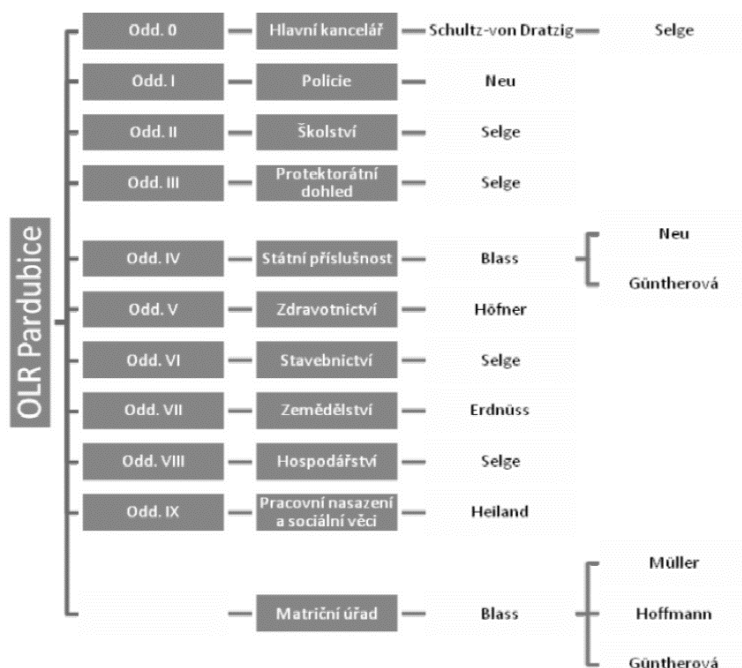 OLR Pardubice
Odd. 0 Hlavní kancelář Schultz-von Dratzig Selge
Odd. I Policie Neu
Odd. II Školství Selge
Odd. III Protektorátní dohled Selge
Odd. IV Státní příslušnost Blass
Neu
Güntherová
Odd. V Zdravotnictví Höfner
Odd. VI Stavebnictví Selge
Odd. VII Zemědělství Erdnüss
Odd. VIII Hospodářství Selge
Odd. IX Pracovní nasazení a sociální věci Heiland
Matriční úřad Blass
Müller
Hoffmann
Güntherová